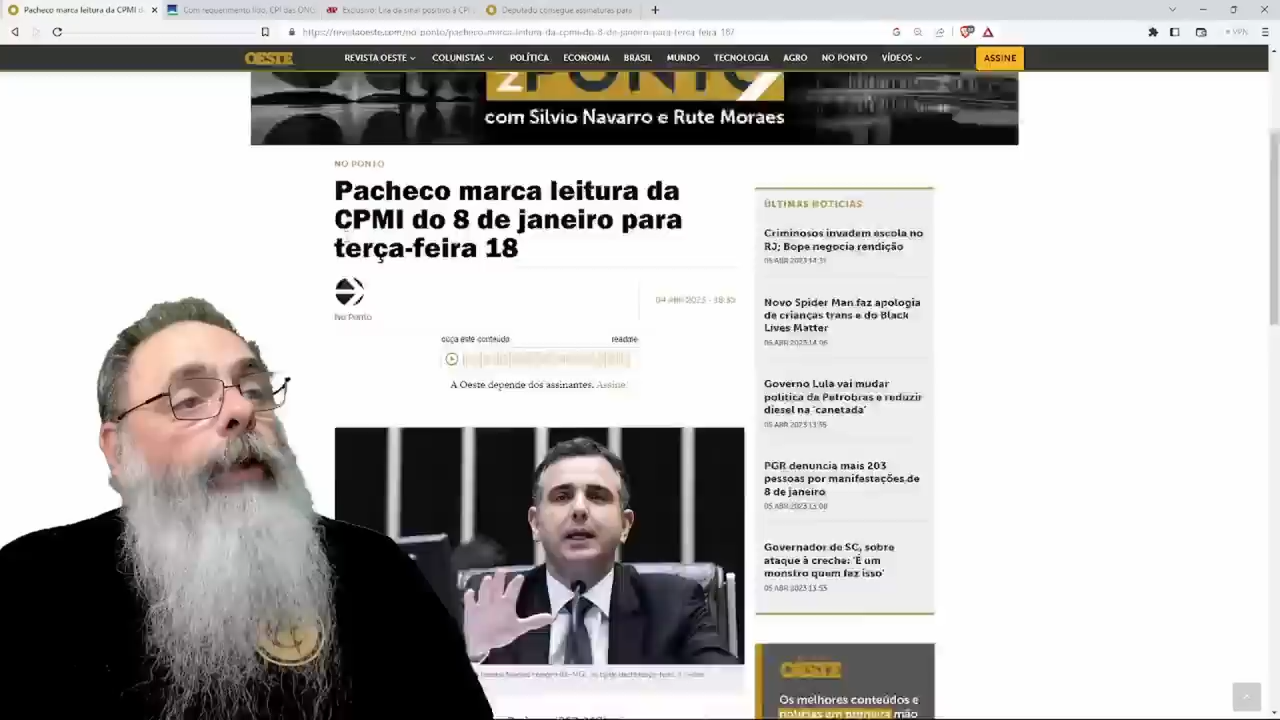 Pacheco marca leitura da CPMI do 8 d
Com requerimento lido, CPI das ONG
Exclusivo: Lira da sinal positivo à CPI
Deputado consegue assinaturas para
https://revistaoeste.com/no-ponto/pacheco-marca-leitura-da-cpmi-do-8-de-janeiro-para-terca-feira-18/
VPN
OESTE
REVISTA OESTE
COLUNISTAS
POLÍTICA
ECONOMIA
BRASIL
MUNDO
TECNOLOGIA
AGRO
NO PONTO
VÍDEOS
ASSINE
PONTO
com Silvio Navarro e Rute Moraes
NO PONTO
Pacheco marca leitura da
CPMI do 8 de janeiro para
terça-feira 18
No Ponto
04 ABR 2023 - 18:35
ouça este conteúdo
readme
A Oeste depende dos assinantes. Assine!
ÚLTIMAS NOTÍCIAS
Criminosos invadem escola no
RJ; Bope negocia rendição
05 ABR 2023 14:31
Novo Spider Man faz apologia
de crianças trans e do Black
Lives Matter
05 ABR 2023 14:06
Governo Lula vai mudar
política da Petrobras e reduzir
diesel na 'canetada'
05 ABR 2023 13:55
PGR denuncia mais 203
pessoas por manifestações de
8 de janeiro
05 ABR 2023 13:08
Governador de SC, sobre
ataque à creche: 'É um
monstro quem faz isso'
05 ABR 2023 13:53
OESTE
Os melhores conteúdos e
notícias em primeira mão